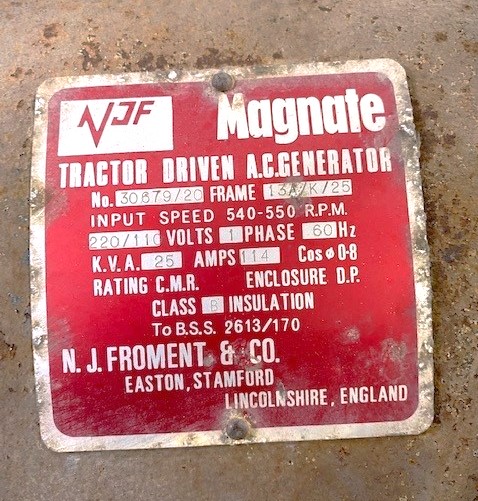 NJF Magnate
TRACTOR DRIVEN A.C.GENERATOR
No. 30679/20 FRAME 13A/K/25
INPUT SPEED 540-550 R.P.M.
220/110 VOLTS 1 PHASE 60 Hz
K.V.A. 25 AMPS 114 Cos ø 0·8
RATING C.M.R. ENCLOSURE D.P.
CLASS B INSULATION
To B.S.S. 2613/170
N. J. FROMENT & CO.
EASTON, STAMFORD
LINCOLNSHIRE, ENGLAND